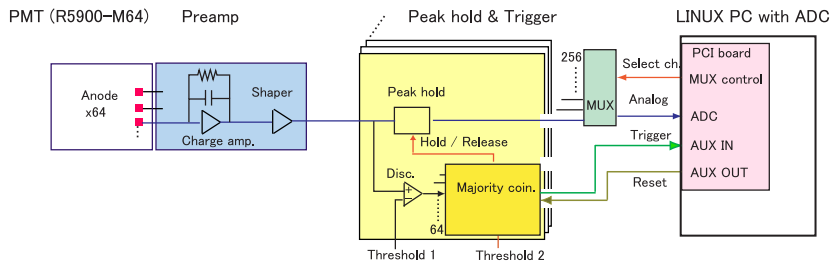 PMT (R5900-M64)
Preamp
Peak hold & Trigger
LINUX PC with ADC
Anode
x64
Shaper
Charge amp.
Peak hold
Hold / Release
Disc.
+
−
64
Majority coin.
Threshold 1
Threshold 2
256
MUX
Select ch.
Analog
Trigger
Reset
PCI board
MUX control
ADC
AUX IN
AUX OUT